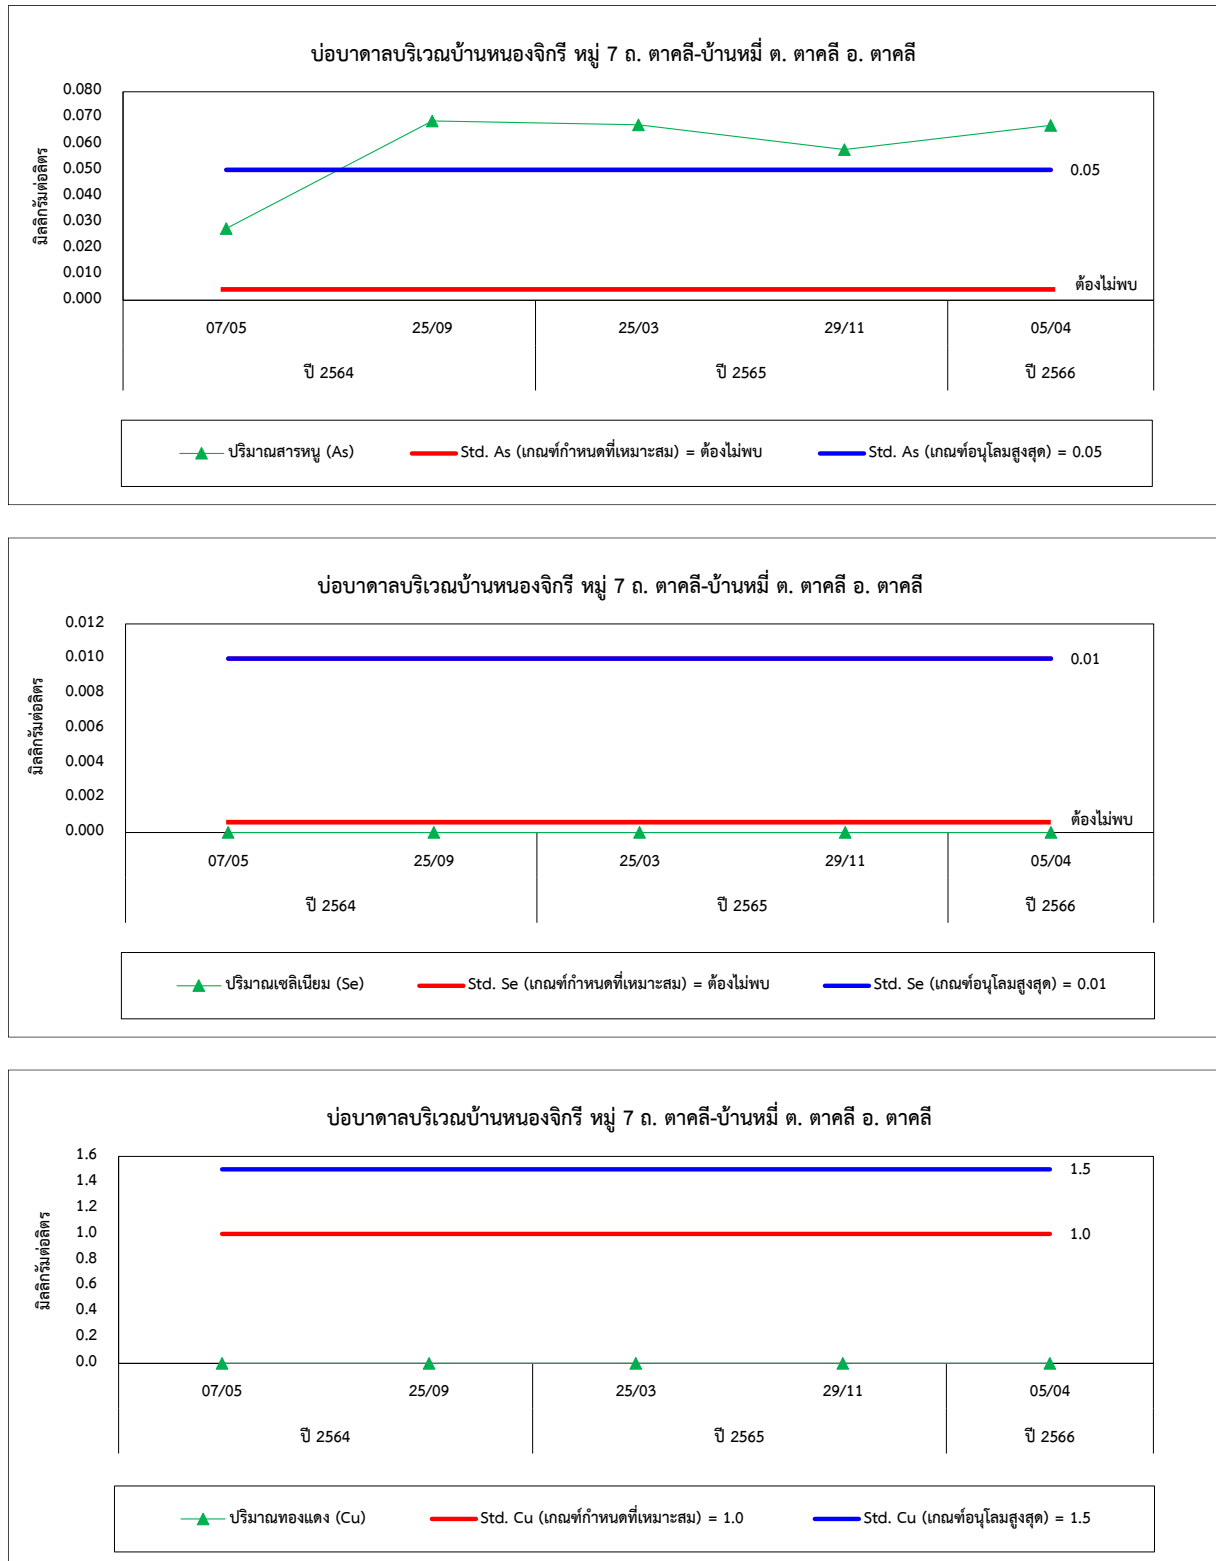 บ่อบาดาลบริเวณบ้านหนองจิกรี หมู่ 7 ถ. ตาคลี-บ้านหมี่ ต. ตาคลี อ. ตาคลี
มิลลิกรัมต่อลิตร
0.080
0.070
0.060
0.050
0.040
0.030
0.020
0.010
0.000
0.05
ต้องไม่พบ
07/05 25/09 25/03 29/11 05/04
ปี 2564 ปี 2565 ปี 2566
ปริมาณสารหนู (As) Std. As (เกณฑ์กำหนดที่เหมาะสม) = ต้องไม่พบ Std. As (เกณฑ์อนุโลมสูงสุด) = 0.05
บ่อบาดาลบริเวณบ้านหนองจิกรี หมู่ 7 ถ. ตาคลี-บ้านหมี่ ต. ตาคลี อ. ตาคลี
มิลลิกรัมต่อลิตร
0.012
0.010
0.008
0.006
0.004
0.002
0.000
0.01
ต้องไม่พบ
07/05 25/09 25/03 29/11 05/04
ปี 2564 ปี 2565 ปี 2566
ปริมาณเซลิเนียม (Se) Std. Se (เกณฑ์กำหนดที่เหมาะสม) = ต้องไม่พบ Std. Se (เกณฑ์อนุโลมสูงสุด) = 0.01
บ่อบาดาลบริเวณบ้านหนองจิกรี หมู่ 7 ถ. ตาคลี-บ้านหมี่ ต. ตาคลี อ. ตาคลี
มิลลิกรัมต่อลิตร
1.6
1.4
1.2
1.0
0.8
0.6
0.4
0.2
0.0
1.5
1.0
07/05 25/09 25/03 29/11 05/04
ปี 2564 ปี 2565 ปี 2566
ปริมาณทองแดง (Cu) Std. Cu (เกณฑ์กำหนดที่เหมาะสม) = 1.0 Std. Cu (เกณฑ์อนุโลมสูงสุด) = 1.5